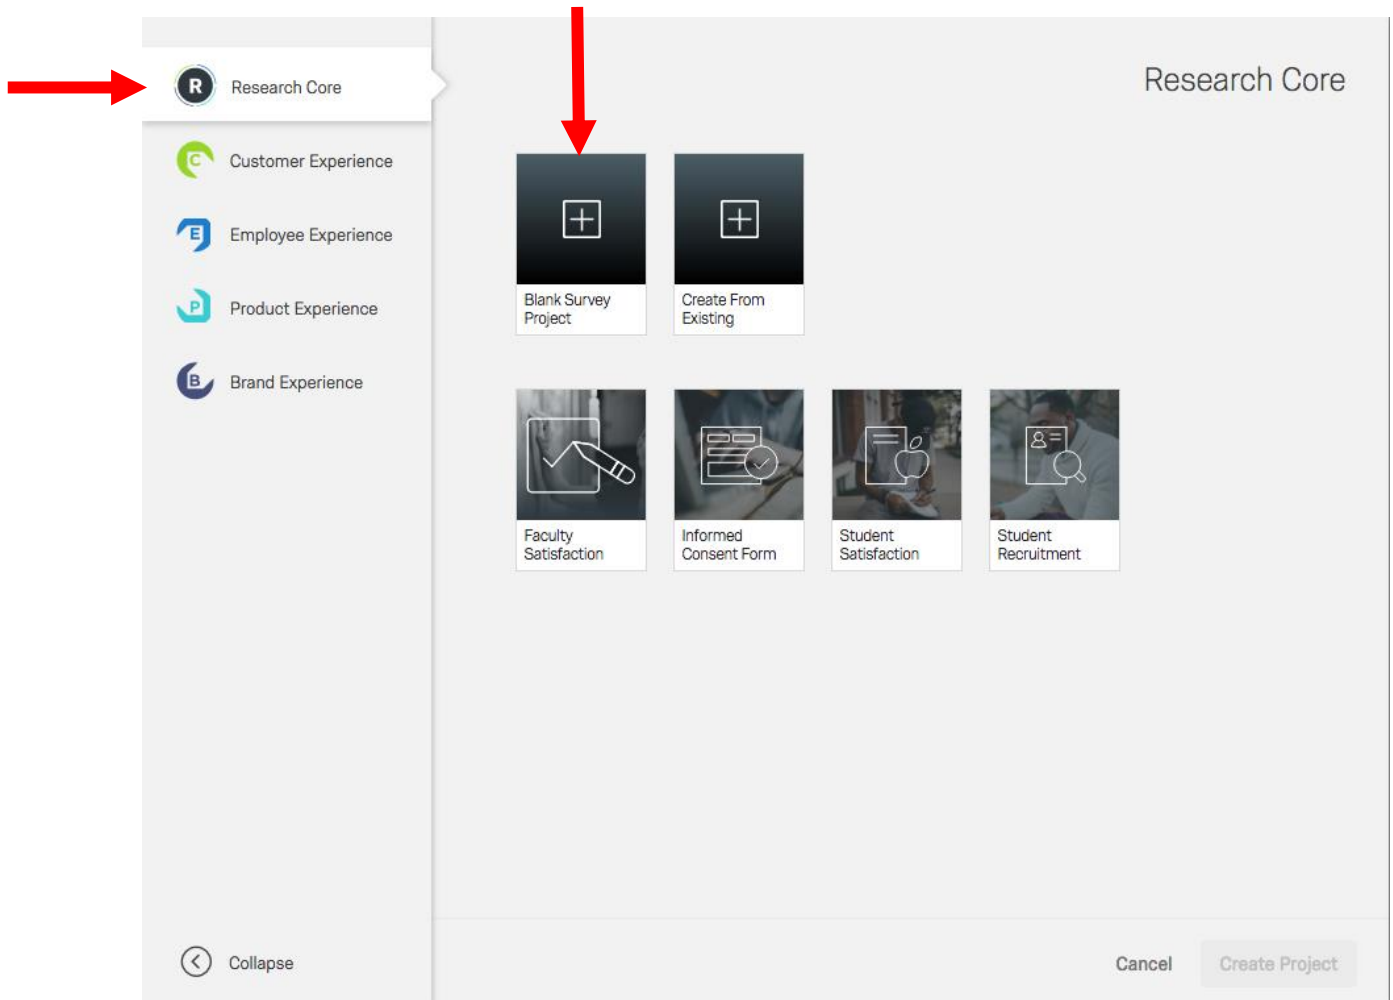 R
Research Core
C
Customer Experience
E
Employee Experience
P
Product Experience
B
Brand Experience
Collapse
Research Core
Blank Survey
Project
Create From
Existing
Faculty
Satisfaction
Informed
Consent Form
Student
Satisfaction
Student
Recruitment
Cancel
Create Project